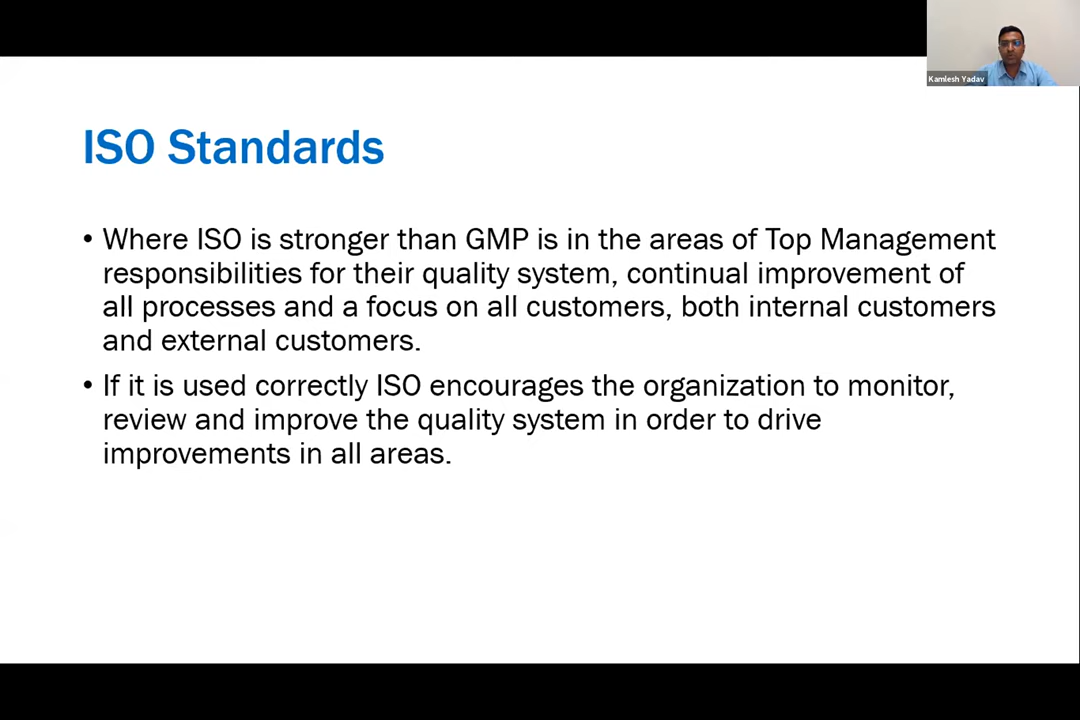 Kamlesh Yadav
ISO Standards
• Where ISO is stronger than GMP is in the areas of Top Management
responsibilities for their quality system, continual improvement of
all processes and a focus on all customers, both internal customers
and external customers.
• If it is used correctly ISO encourages the organization to monitor,
review and improve the quality system in order to drive
improvements in all areas.